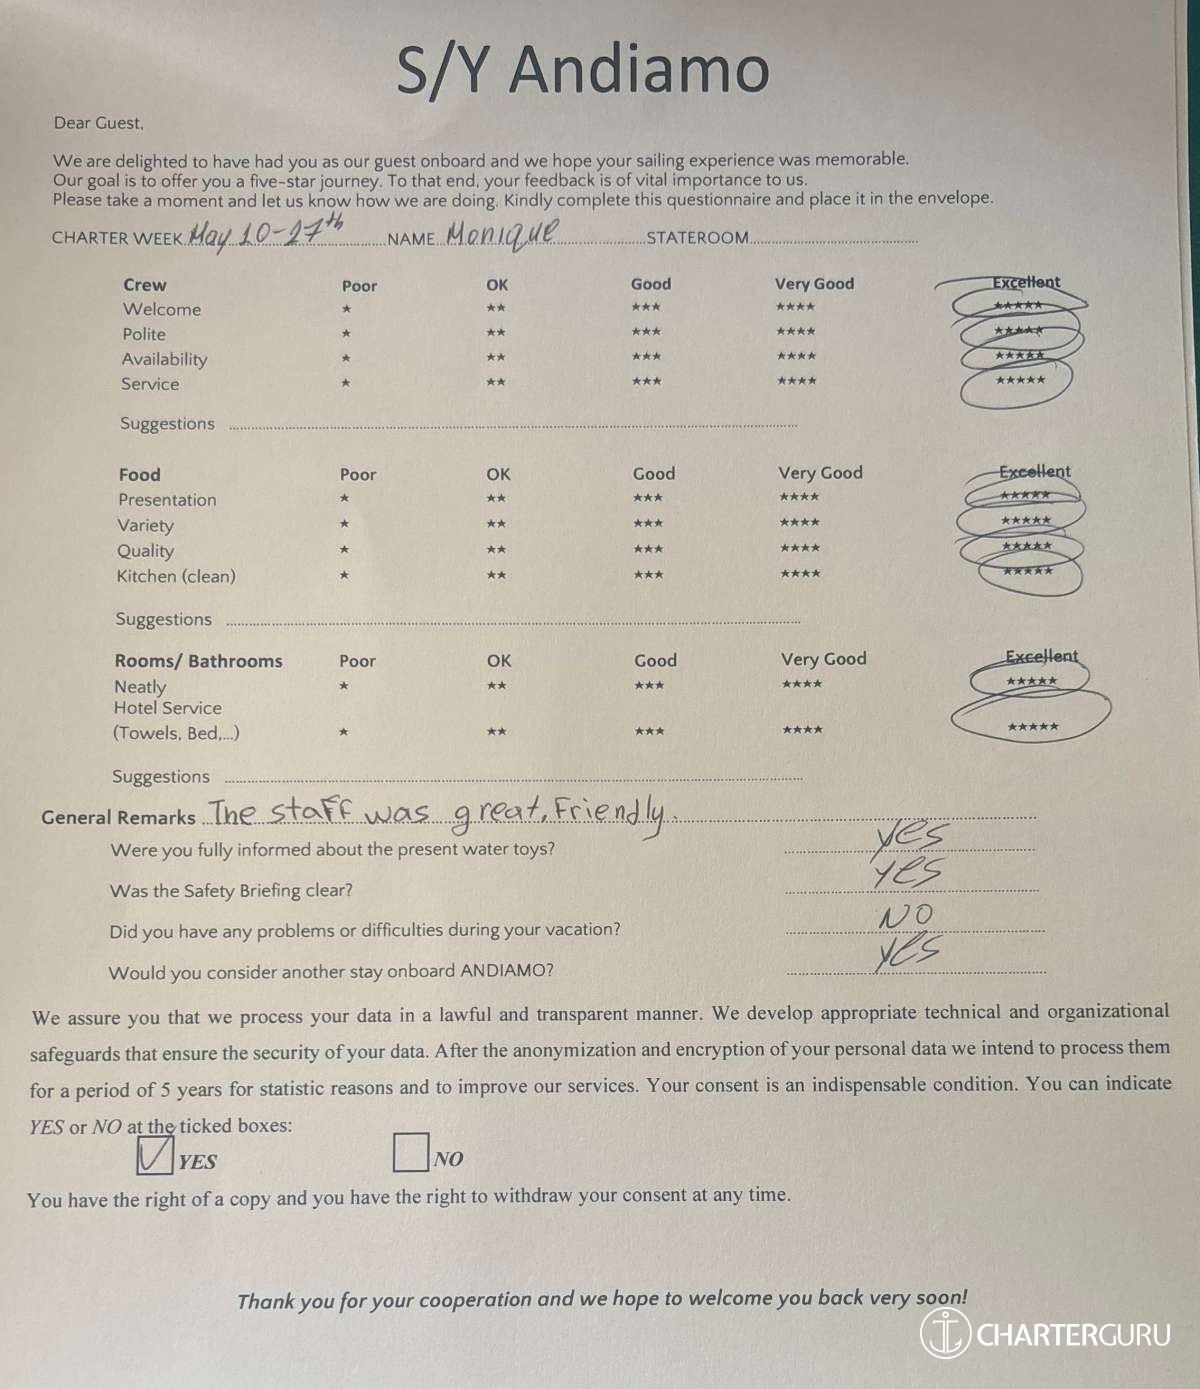 S/Y Andiamo
Dear Guest,
We are delighted to have had you as our guest onboard and we hope your sailing experience was memorable.
Our goal is to offer you a five-star journey. To that end, your feedback is of vital importance to us.
Please take a moment and let us know how we are doing. Kindly complete this questionnaire and place it in the envelope.
CHARTER WEEK May 10-27th NAME Monique STATEROOM
Crew Poor OK Good Very Good Excellent
Welcome ★ ★★ ★★★ ★★★★ ★★★★★
Polite ★ ★★ ★★★ ★★★★ ★★★★★
Availability ★ ★★ ★★★ ★★★★ ★★★★★
Service ★ ★★ ★★★ ★★★★ ★★★★★
Suggestions
Food Poor OK Good Very Good Excellent
Presentation ★ ★★ ★★★ ★★★★ ★★★★★
Variety ★ ★★ ★★★ ★★★★ ★★★★★
Quality ★ ★★ ★★★ ★★★★ ★★★★★
Kitchen (clean) ★ ★★ ★★★ ★★★★ ★★★★★
Suggestions
Rooms/ Bathrooms Poor OK Good Very Good Excellent
Neatly ★ ★★ ★★★ ★★★★ ★★★★★
Hotel Service
(Towels, Bed,...) ★ ★★ ★★★ ★★★★ ★★★★★
Suggestions
General Remarks The staff was great, Friendly.
Were you fully informed about the present water toys? yes
Was the Safety Briefing clear? yes
Did you have any problems or difficulties during your vacation? NO
Would you consider another stay onboard ANDIAMO? yes
We assure you that we process your data in a lawful and transparent manner. We develop appropriate technical and organizational
safeguards that ensure the security of your data. After the anonymization and encryption of your personal data we intend to process them
for a period of 5 years for statistic reasons and to improve our services. Your consent is an indispensable condition. You can indicate
YES or NO at the ticked boxes:
YES NO
You have the right of a copy and you have the right to withdraw your consent at any time.
Thank you for your cooperation and we hope to welcome you back very soon!
CHARTERGURU